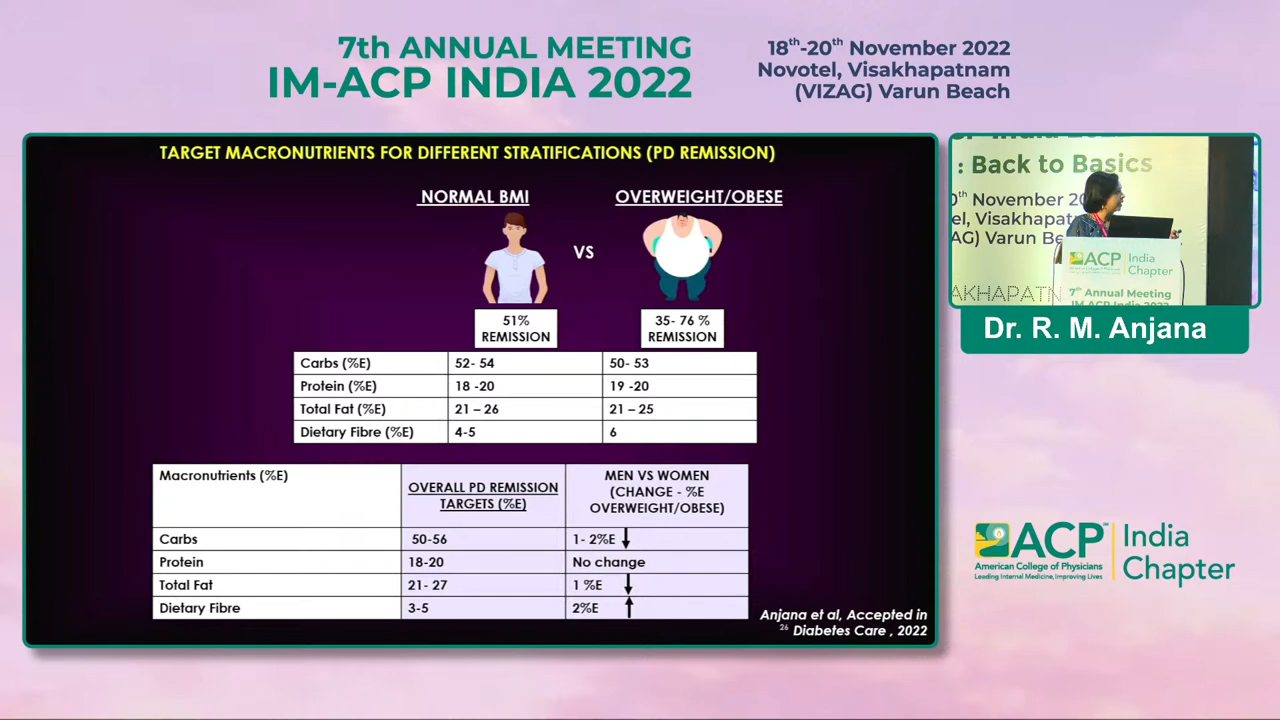 7th ANNUAL MEETING
IM-ACP INDIA 2022
18th-20th November 2022
Novotel, Visakhapatnam
(VIZAG) Varun Beach
TARGET MACRONUTRIENTS FOR DIFFERENT STRATIFICATIONS (PD REMISSION)
NORMAL BMI
VS
OVERWEIGHT/OBESE
51%
REMISSION
35- 76 %
REMISSION
Carbs (%E) 52- 54 50- 53
Protein (%E) 18 -20 19 -20
Total Fat (%E) 21 – 26 21 – 25
Dietary Fibre (%E) 4-5 6
Macronutrients (%E)
OVERALL PD REMISSION
TARGETS (%E)
MEN VS WOMEN
(CHANGE - %E
OVERWEIGHT/OBESE)
Carbs 50-56 1- 2%E ↓
Protein 18-20 No change
Total Fat 21- 27 1 %E ↓
Dietary Fibre 3-5 2%E ↑
Anjana et al, Accepted in
26 Diabetes Care , 2022
: Back to Basics
November 20
Visakhapat
ACP India
Chapter
7th Annual Meeting
IM ACP India 2022
Dr. R. M. Anjana
ACP™ India
Chapter
American College of Physicians
Leading Internal Medicine, Improving Lives